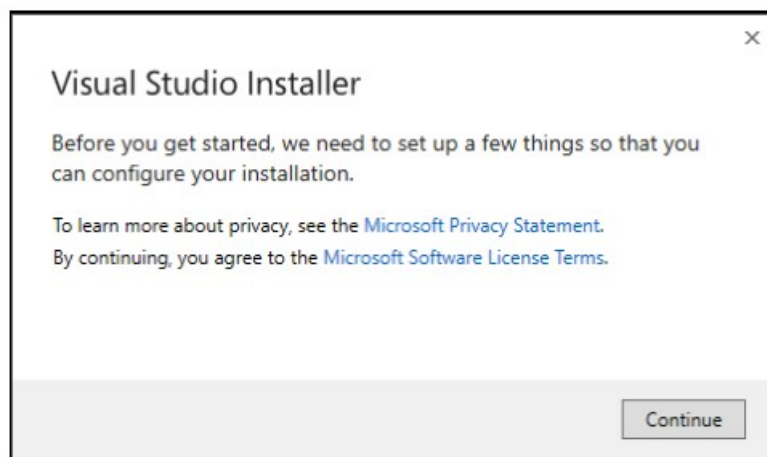 Visual Studio Installer
Before you get started, we need to set up a few things so that you
can configure your installation.
To learn more about privacy, see the Microsoft Privacy Statement.
By continuing, you agree to the Microsoft Software License Terms.
Continue